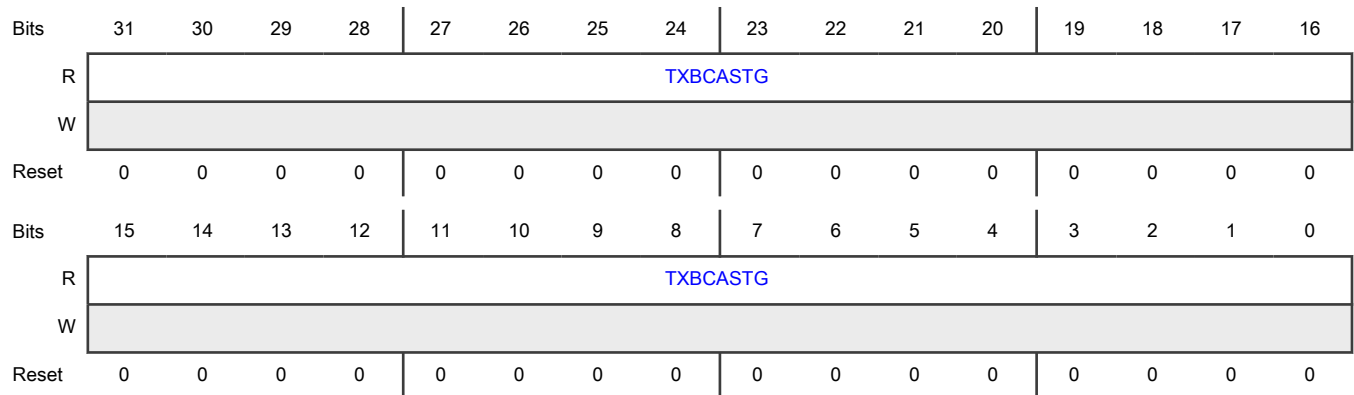 Bits 31 30 29 28 27 26 25 24 23 22 21 20 19 18 17 16
R TXBCASTG
W
Reset 0 0 0 0 0 0 0 0 0 0 0 0 0 0 0 0
Bits 15 14 13 12 11 10 9 8 7 6 5 4 3 2 1 0
R TXBCASTG
W
Reset 0 0 0 0 0 0 0 0 0 0 0 0 0 0 0 0